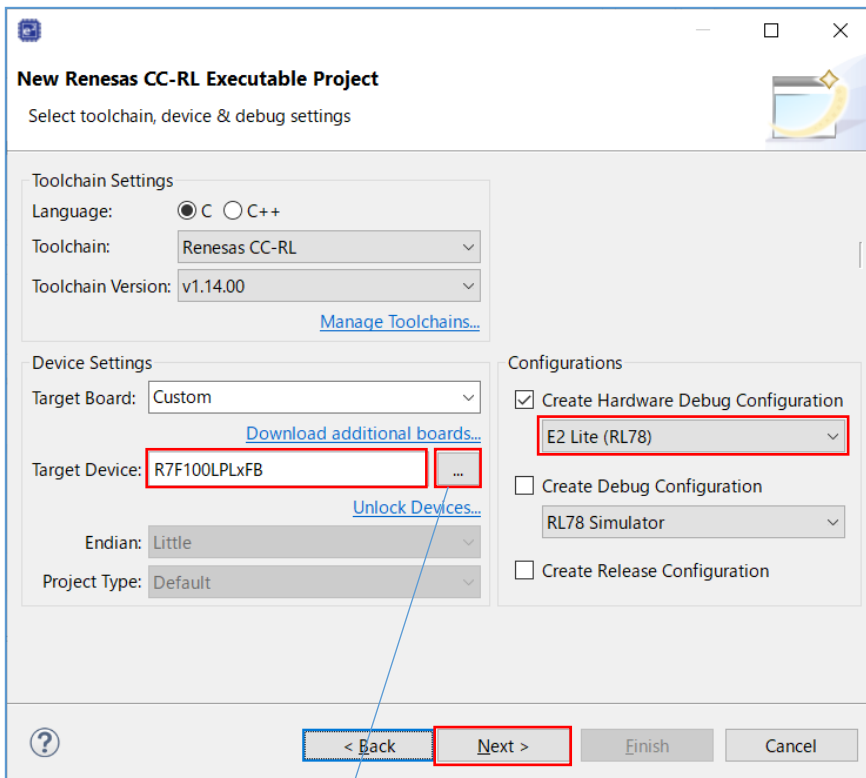 New Renesas CC-RL Executable Project
Select toolchain, device & debug settings
Toolchain Settings
Language: C C++
Toolchain: Renesas CC-RL
Toolchain Version: v1.14.00
Manage Toolchains...
Device Settings
Target Board: Custom
Download additional boards...
Target Device: R7F100LPLxFB ...
Unlock Devices...
Endian: Little
Project Type: Default
Configurations
Create Hardware Debug Configuration
E2 Lite (RL78)
Create Debug Configuration
RL78 Simulator
Create Release Configuration
? < Back Next > Finish Cancel